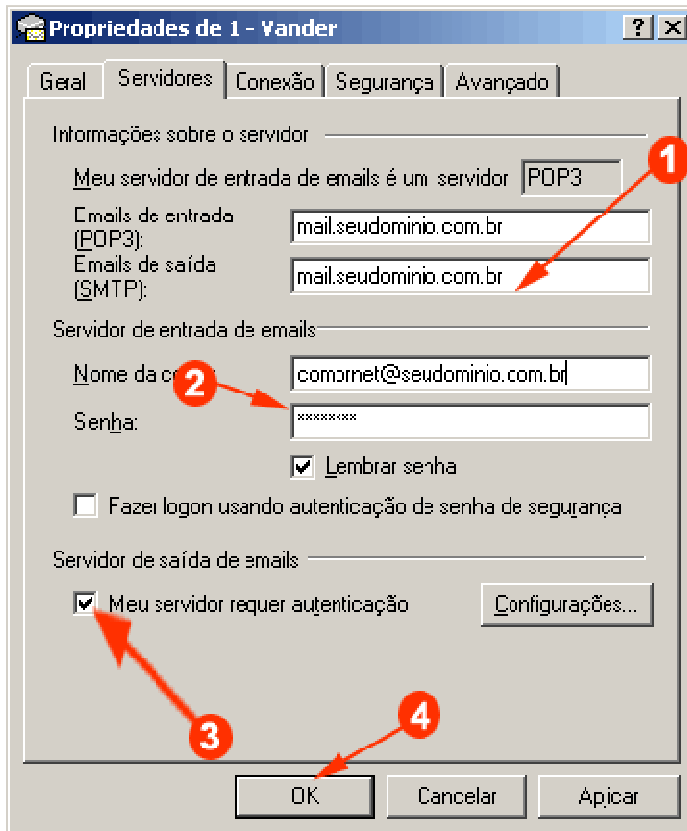 Propriedades de 1 - Vander
Geral Servidores Conexão Segurança Avançado
Informações sobre o servidor
Meu servidor de entrada de emails é um servidor POP3
1
Emails de entrada
(POP3):
mail.seudominio.com.br
Emails de saída
(SMTP):
mail.seudominio.com.br
Servidor de entrada de emails
Nome da
comornet@seudominio.com.br
2
Senha:
********
Lembrar senha
Fazer logon usando autenticação de senha de segurança
Servidor de saída de emails
Meu servidor requer autenticação Configurações...
3
4
OK Cancelar Aplicar